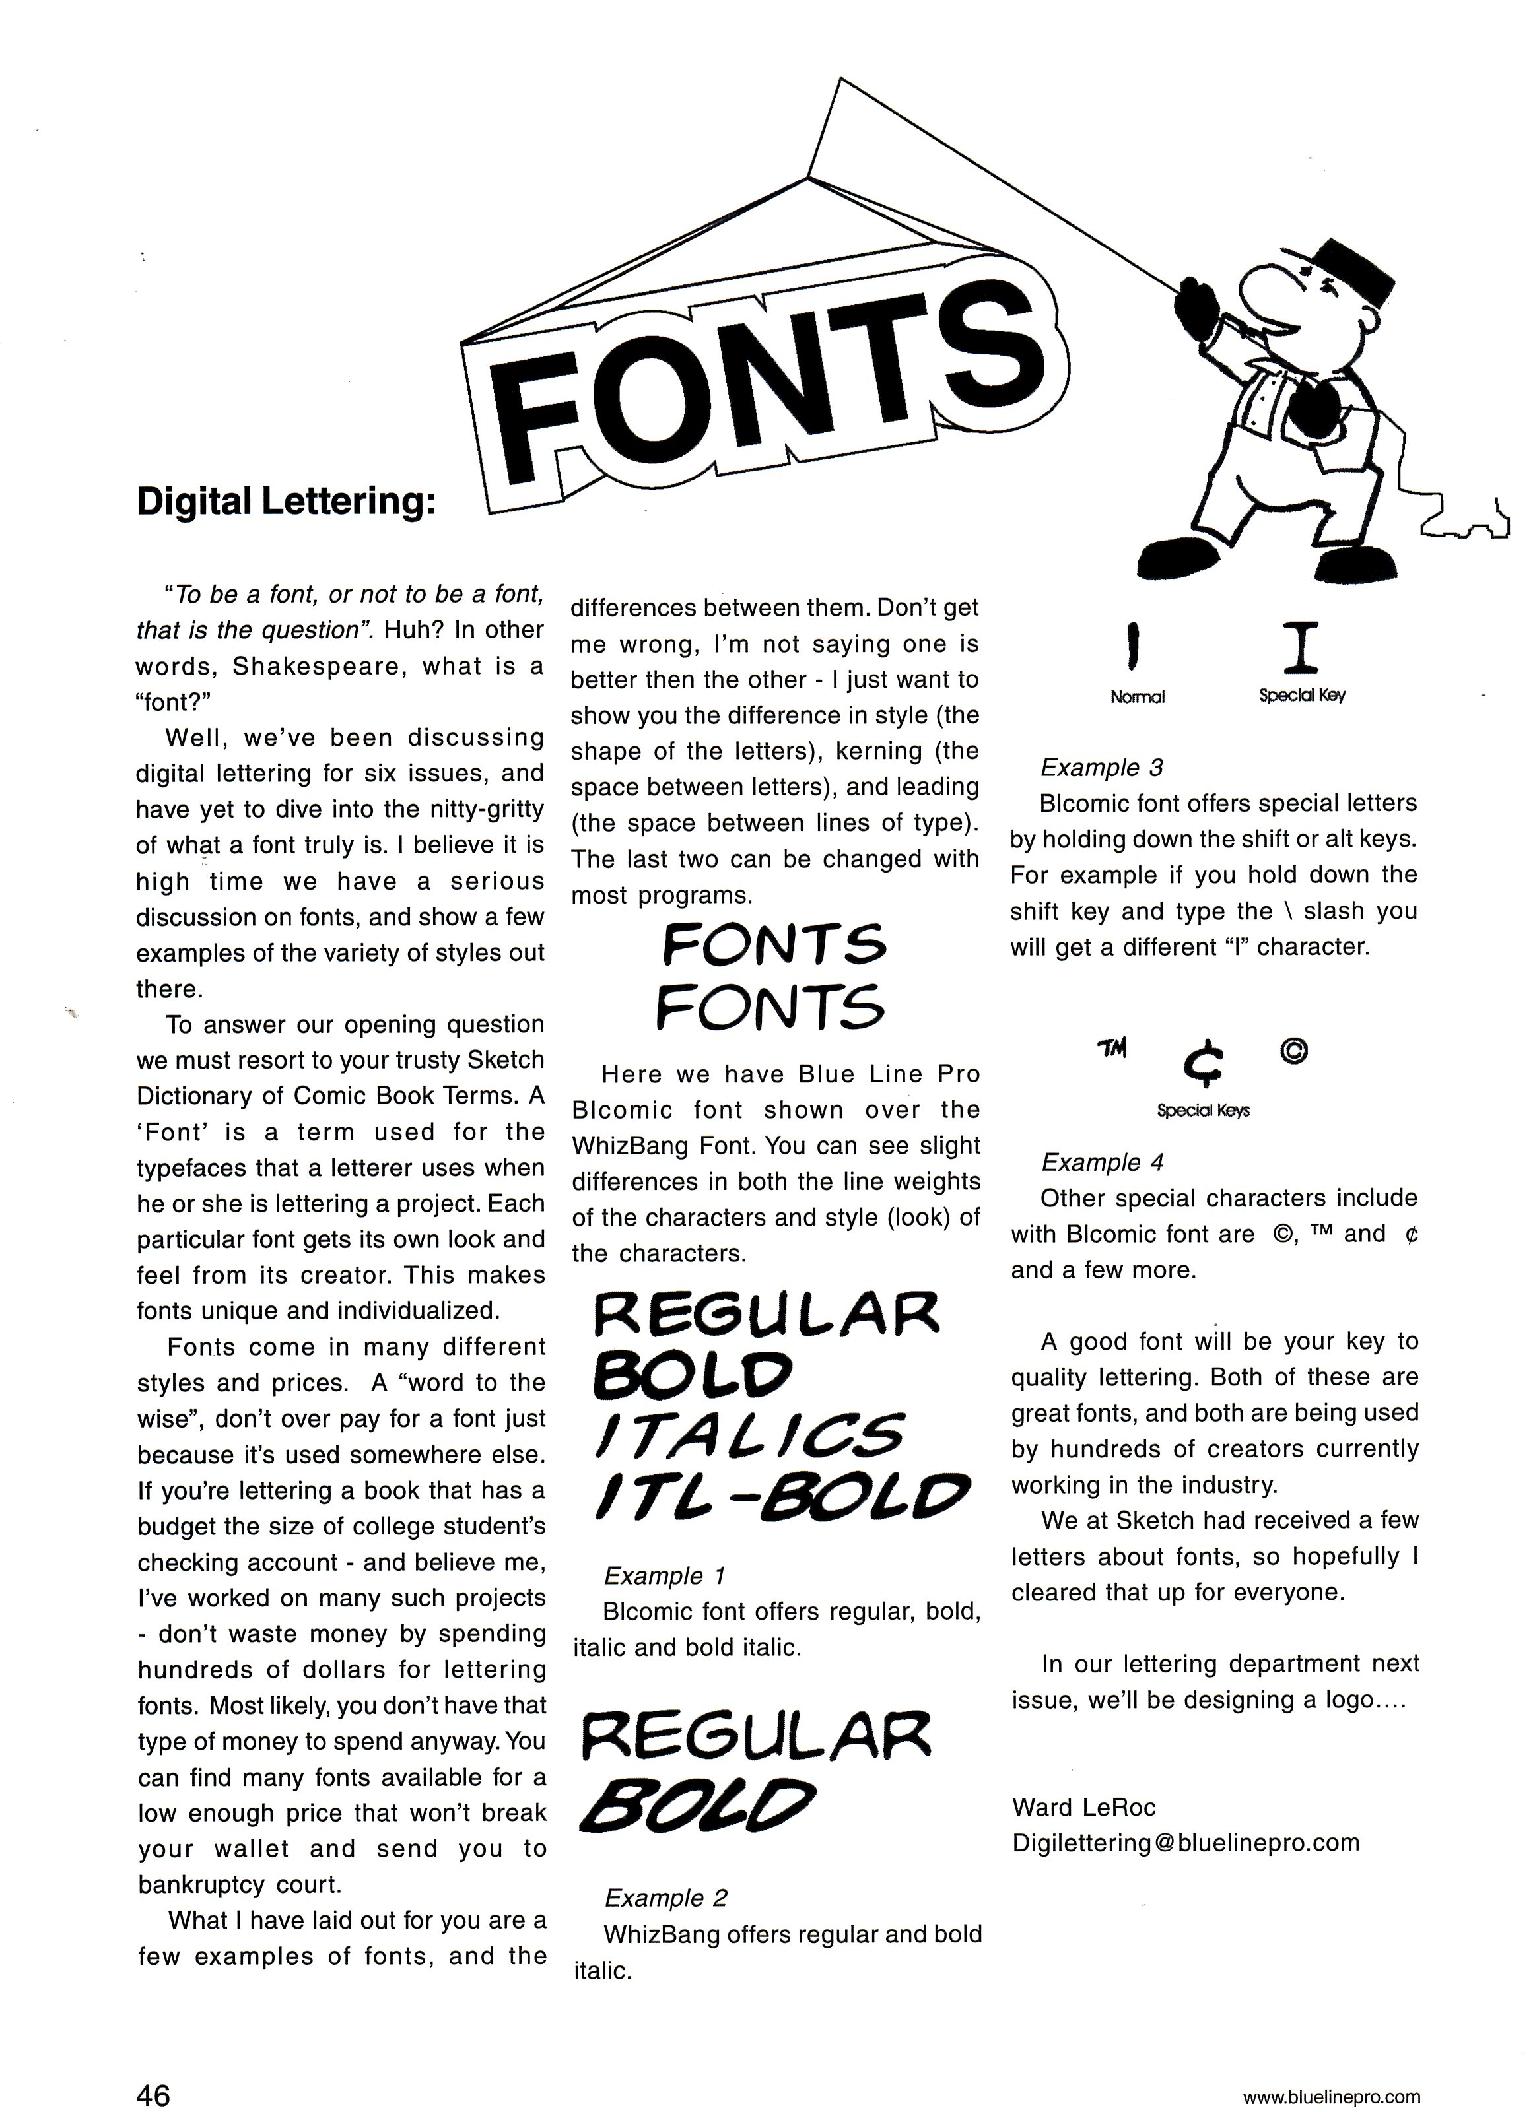 FONTS
Digital Lettering:
"To be a font, or not to be a font,
that is the question". Huh? In other
words, Shakespeare, what is a
"font?"
Well, we've been discussing
digital lettering for six issues, and
have yet to dive into the nitty-gritty
of what a font truly is. I believe it is
high time we have a serious
discussion on fonts, and show a few
examples of the variety of styles out
there.
To answer our opening question
we must resort to your trusty Sketch
Dictionary of Comic Book Terms. A
'Font' is a term used for the
typefaces that a letterer uses when
he or she is lettering a project. Each
particular font gets its own look and
feel from its creator. This makes
fonts unique and individualized.
Fonts come in many different
styles and prices. A "word to the
wise", don't over pay for a font just
because it's used somewhere else.
If you're lettering a book that has a
budget the size of college student's
checking account - and believe me,
I've worked on many such projects
- don't waste money by spending
hundreds of dollars for lettering
fonts. Most likely, you don't have that
type of money to spend anyway. You
can find many fonts available for a
low enough price that won't break
your wallet and send you to
bankruptcy court.
What I have laid out for you are a
few examples of fonts, and the
differences between them. Don't get
me wrong, I'm not saying one is
better then the other - I just want to
show you the difference in style (the
shape of the letters), kerning (the
space between letters), and leading
(the space between lines of type).
The last two can be changed with
most programs.
FONTS
FONTS
Here we have Blue Line Pro
Blcomic font shown over the
WhizBang Font. You can see slight
differences in both the line weights
of the characters and style (look) of
the characters.
REGULAR
BOLD
ITALICS
ITL-BOLD
Example 1
Blcomic font offers regular, bold,
italic and bold italic.
REGULAR
BOLD
Example 2
WhizBang offers regular and bold
italic.
I I
Normal Special Key
Example 3
Blcomic font offers special letters
by holding down the shift or alt keys.
For example if you hold down the
shift key and type the \ slash you
will get a different "I" character.
™ ¢ ©
Special Keys
Example 4
Other special characters include
with Blcomic font are ©, ™ and ¢
and a few more.
A good font will be your key to
quality lettering. Both of these are
great fonts, and both are being used
by hundreds of creators currently
working in the industry.
We at Sketch had received a few
letters about fonts, so hopefully I
cleared that up for everyone.
In our lettering department next
issue, we'll be designing a logo....
Ward LeRoc
Digilettering@bluelinepro.com
46
www.bluelinepro.com